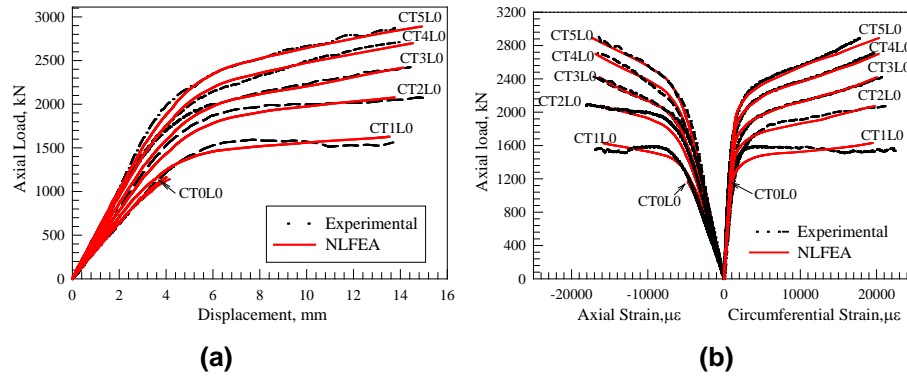 (a)
Axial Load, kN
3000
2500
2000
1500
1000
500
0
CT5L0
CT4L0
CT3L0
CT2L0
CT1L0
CT0L0
Experimental
NLFEA
0 2 4 6 8 10 12 14 16
Displacement, mm
(a)
(b)
Axial load, kN
3200
2800
2400
2000
1600
1200
800
400
0
CT5L0
CT4L0
CT3L0
CT2L0
CT1L0
CT0L0
CT5L0
CT4L0
CT3L0
CT2L0
CT1L0
CT0L0
Experimental
NLFEA
-20000 -10000 0 10000 20000
Axial Strain,με Circumferential Strain,με
(b)